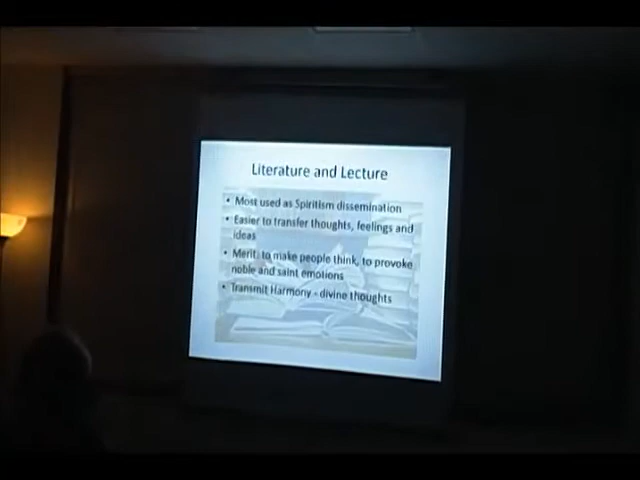 Literature and Lecture
• Most used as Spiritism dissemination
• Easier to transfer thoughts, feelings and
ideas
• Merit: to make people think, to provoke
noble and saint emotions
• Transmit Harmony - divine thoughts